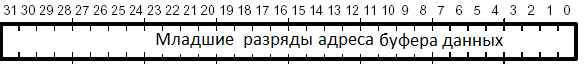 31 30 29 28 27 26 25 24 23 22 21 20 19 18 17 16 15 14 13 12 11 10 9 8 7 6 5 4 3 2 1 0
Младшие разряды адреса буфера данных